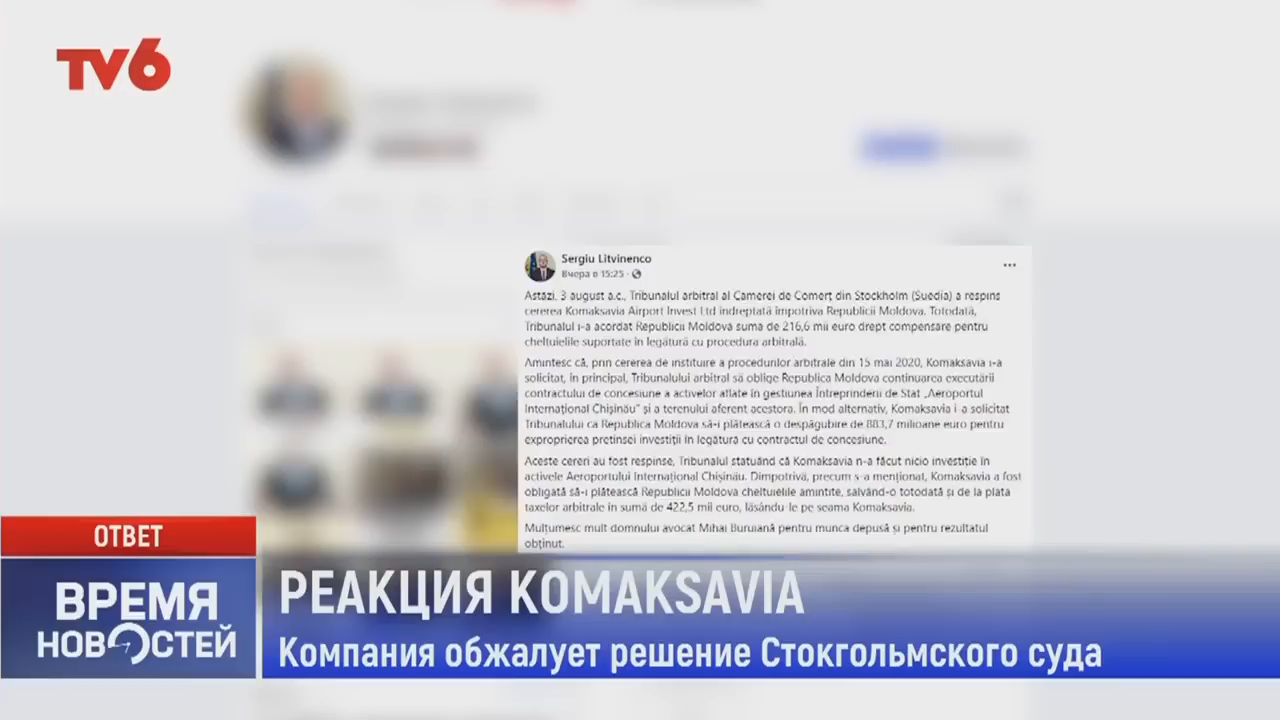 TV6
Sergiu Litvinenco
Вчера в 15:25 ·
Astăzi, 3 august a.c., Tribunalul arbitral al Camerei de Comerț din Stockholm (Suedia) a respins
cererea Komaksavia Airport Invest Ltd îndreptată împotriva Republicii Moldova. Totodată,
Tribunalul i-a acordat Republicii Moldova suma de 216,6 mii euro drept compensare pentru
cheltuielile suportate în legătură cu procedura arbitrală.
Amintesc că, prin cererea de instituire a procedurilor arbitrale din 15 mai 2020, Komaksavia i-a
solicitat, în principal, Tribunalului arbitral să oblige Republica Moldova continuarea executării
contractului de concesiune a activelor aflate în gestiunea Întreprinderii de Stat „Aeroportul
Internațional Chișinău" și a terenului aferent acestora. În mod alternativ, Komaksavia i-a solicitat
Tribunalului ca Republica Moldova să-i plătească o despăgubire de 883,7 milioane euro pentru
exproprierea pretinsei investiții în legătură cu contractul de concesiune.
Aceste cereri au fost respinse, Tribunalul statuând că Komaksavia n-a făcut nicio investiție în
activele Aeroportului Internațional Chișinău. Dimpotrivă, precum s-a menționat, Komaksavia a fost
obligată să-i plătească Republicii Moldova cheltuielile amintite, salvând-o totodată și de la plata
taxelor arbitrale în sumă de 422,5 mii euro, lăsându-le pe seama Komaksavia.
Mulțumesc mult domnului avocat Mihai Buruiană pentru munca depusă și pentru rezultatul
obținut.
ОТВЕТ
ВРЕМЯ
НОВОСТЕЙ
РЕАКЦИЯ KOMAKSAVIA
Компания обжалует решение Стокгольмского суда